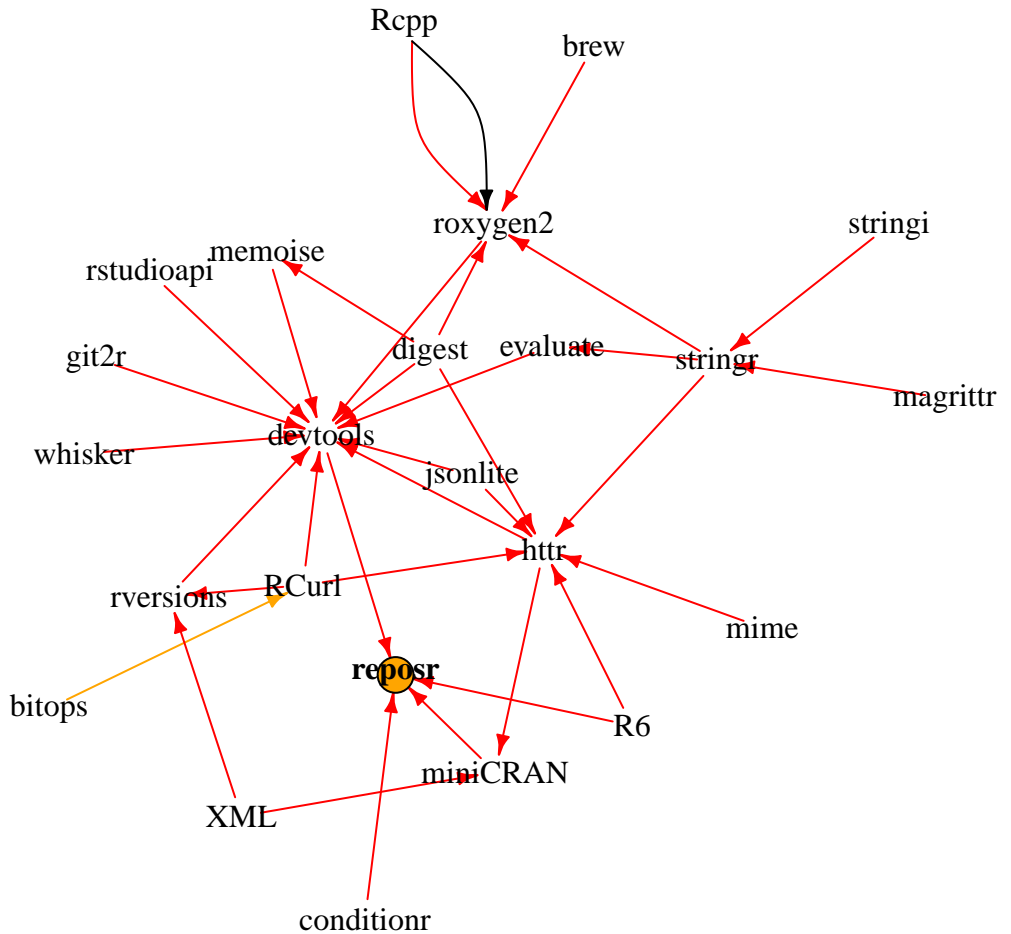 Rcpp
brew
roxygen2
stringi
memoise
rstudioapi
git2r
digest
evaluate
stringr
magrittr
devtools
whisker
jsonlite
httr
RCurl
rversions
mime
reposr
bitops
R6
miniCRAN
XML
conditionr